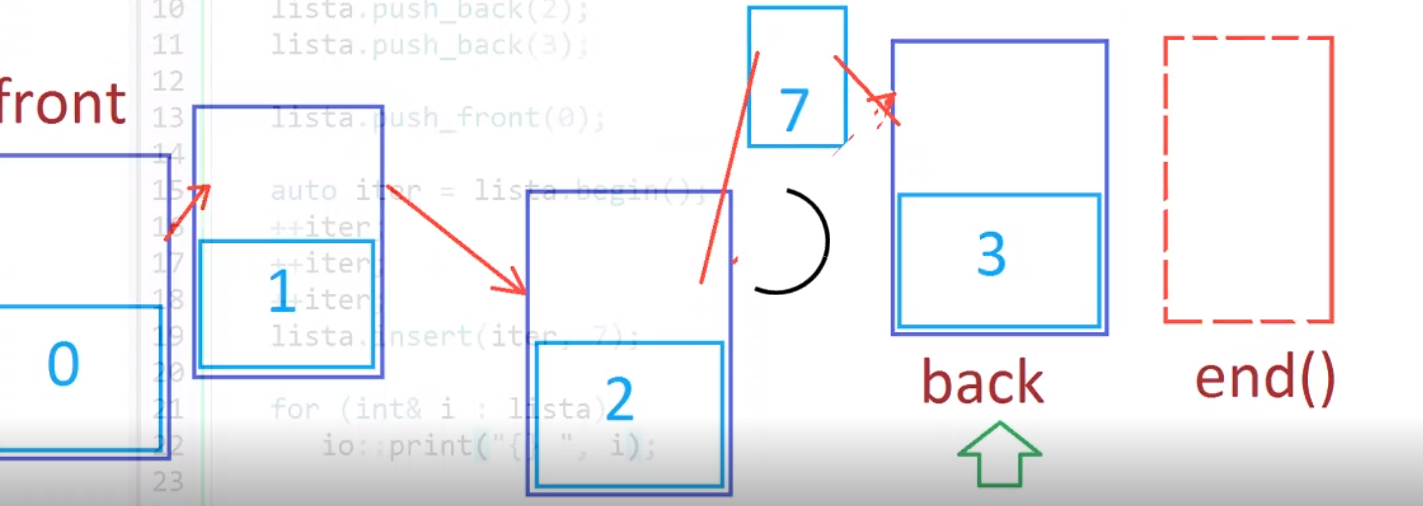 10 lista.push_back(2);
11 lista.push_back(3);
12
13 lista.push_front(0);
14
15 auto iter = lista.begin();
16 ++iter;
17 ++iter;
18 ++iter;
19 lista.insert(iter, 7);
20
21 for (int& i : lista)
22 io::print("{} ", i);
23
front
0
1
2
7
3
back
end()